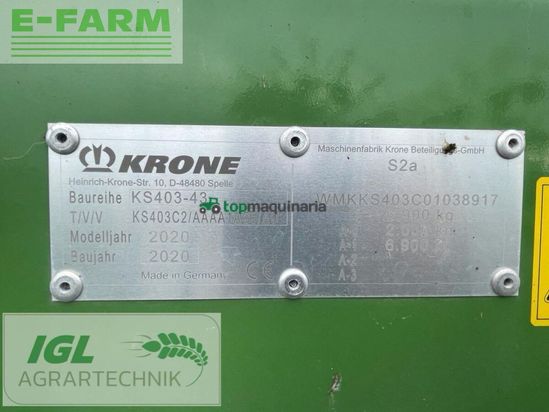 E-FARM
KRONE
Heinrich-Krone-Str. 10, D-48480 Spelle
Baureihe KS403-43
T/V/V KS403C2/AAAA
Modelljahr 2020
Baujahr 2020
Made in Germany CE
Maschinenfabrik Krone Beteiligungs-GmbH
S2a
WMKKS403C01038917
kg
A-1
A-2
A-3
topmaquinaria
IGL
AGRARTECHNIK